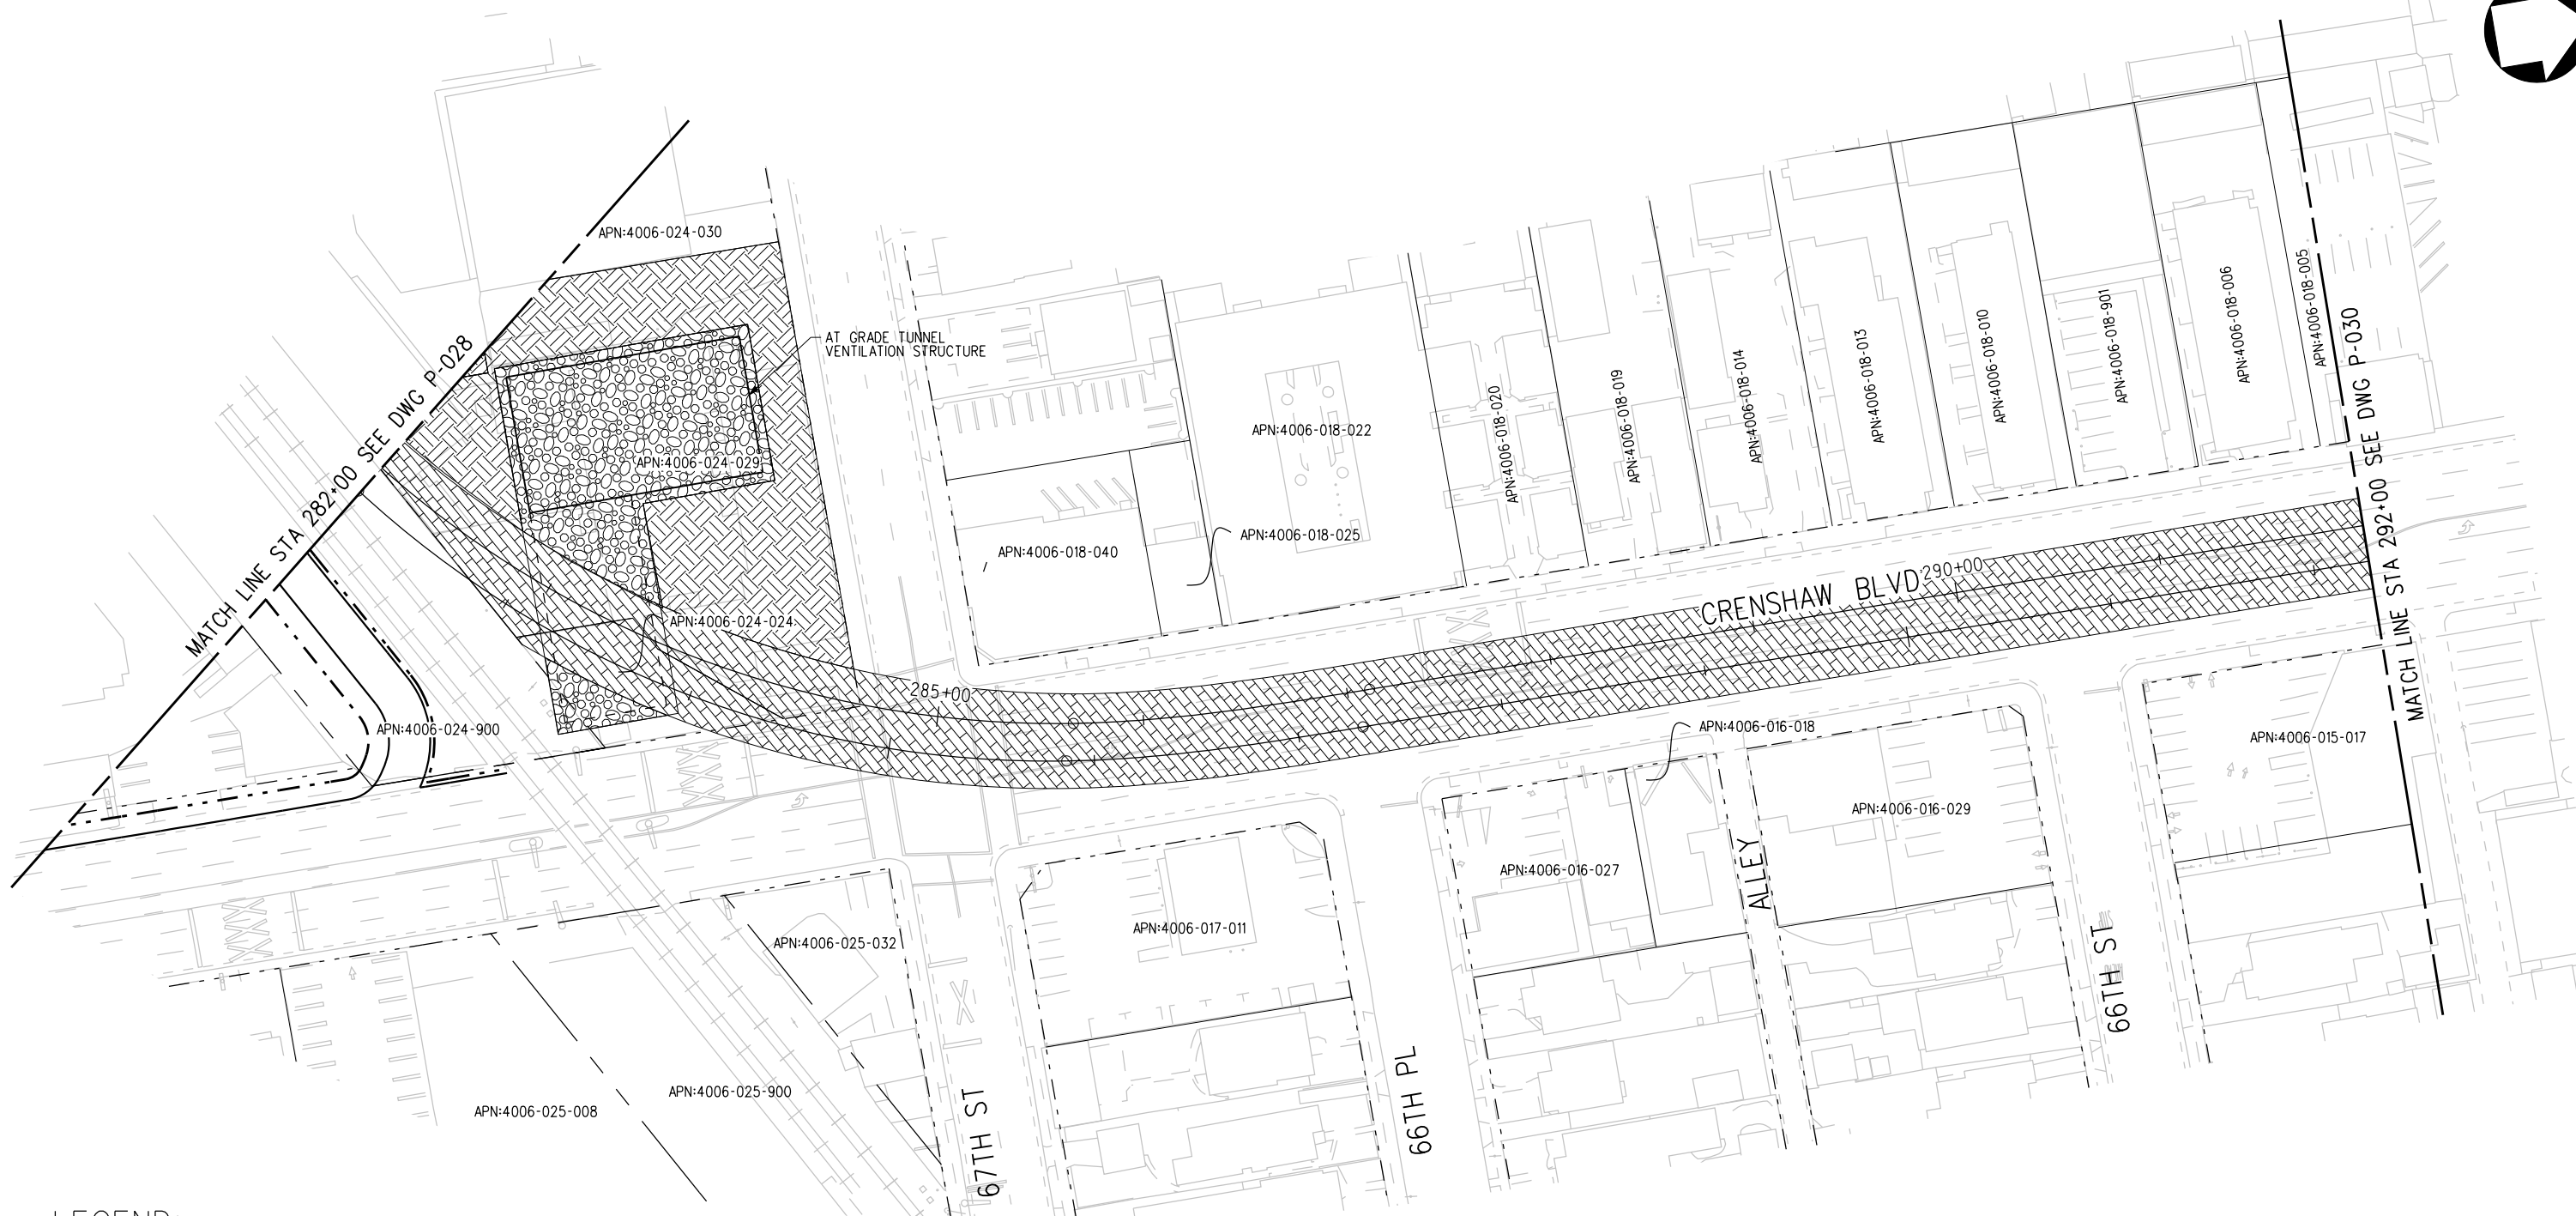 APN:4006-024-030
MATCH LINE STA 282+00 SEE DWG P-028
AT GRADE TUNNEL
VENTILATION STRUCTURE
APN:4006-024-029
APN:4006-024-024
APN:4006-024-900
APN:4006-018-040
APN:4006-018-025
APN:4006-018-022
APN:4006-018-020
APN:4006-018-019
APN:4006-018-014
APN:4006-018-013
APN:4006-018-010
APN:4006-018-901
APN:4006-018-006
APN:4006-018-005
MATCH LINE STA 292+00 SEE DWG P-030
285+00
CRENSHAW BLVD
290+00
APN:4006-016-018
APN:4006-016-029
APN:4006-015-017
APN:4006-016-027
ALLEY
APN:4006-017-011
APN:4006-025-032
APN:4006-025-900
APN:4006-025-008
67TH ST
66TH PL
66TH ST
LEGEND: